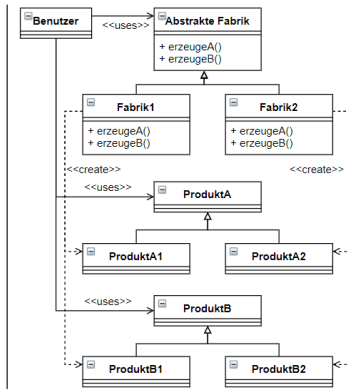 Benutzer
<<uses>>
Abstrakte Fabrik
+ erzeugeA()
+ erzeugeB()
Fabrik1
+ erzeugeA()
+ erzeugeB()
Fabrik2
+ erzeugeA()
+ erzeugeB()
<<create>>
<<create>>
<<uses>>
ProduktA
ProduktA1
ProduktA2
<<uses>>
ProduktB
ProduktB1
ProduktB2